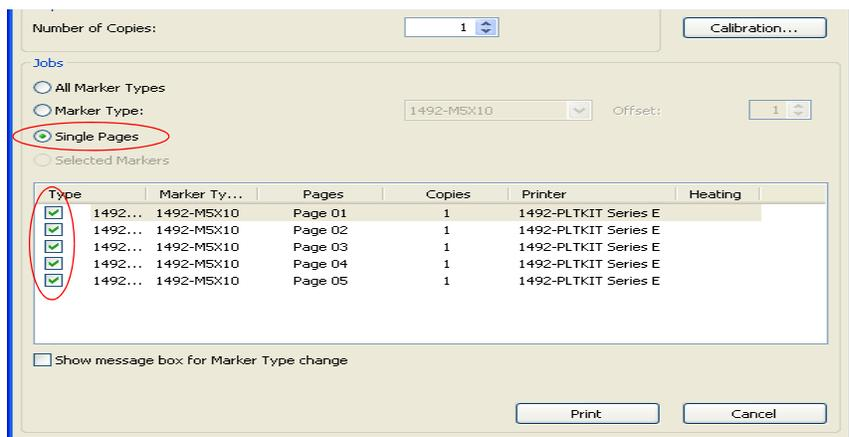 Number of Copies: 1 Calibration...
Jobs
All Marker Types
Marker Type: 1492-M5X10 Offset: 1
Single Pages
Selected Markers
Type Marker Ty... Pages Copies Printer Heating
1492... 1492-M5X10 Page 01 1 1492-PLTKIT Series E
1492... 1492-M5X10 Page 02 1 1492-PLTKIT Series E
1492... 1492-M5X10 Page 03 1 1492-PLTKIT Series E
1492... 1492-M5X10 Page 04 1 1492-PLTKIT Series E
1492... 1492-M5X10 Page 05 1 1492-PLTKIT Series E
Show message box for Marker Type change
Print Cancel